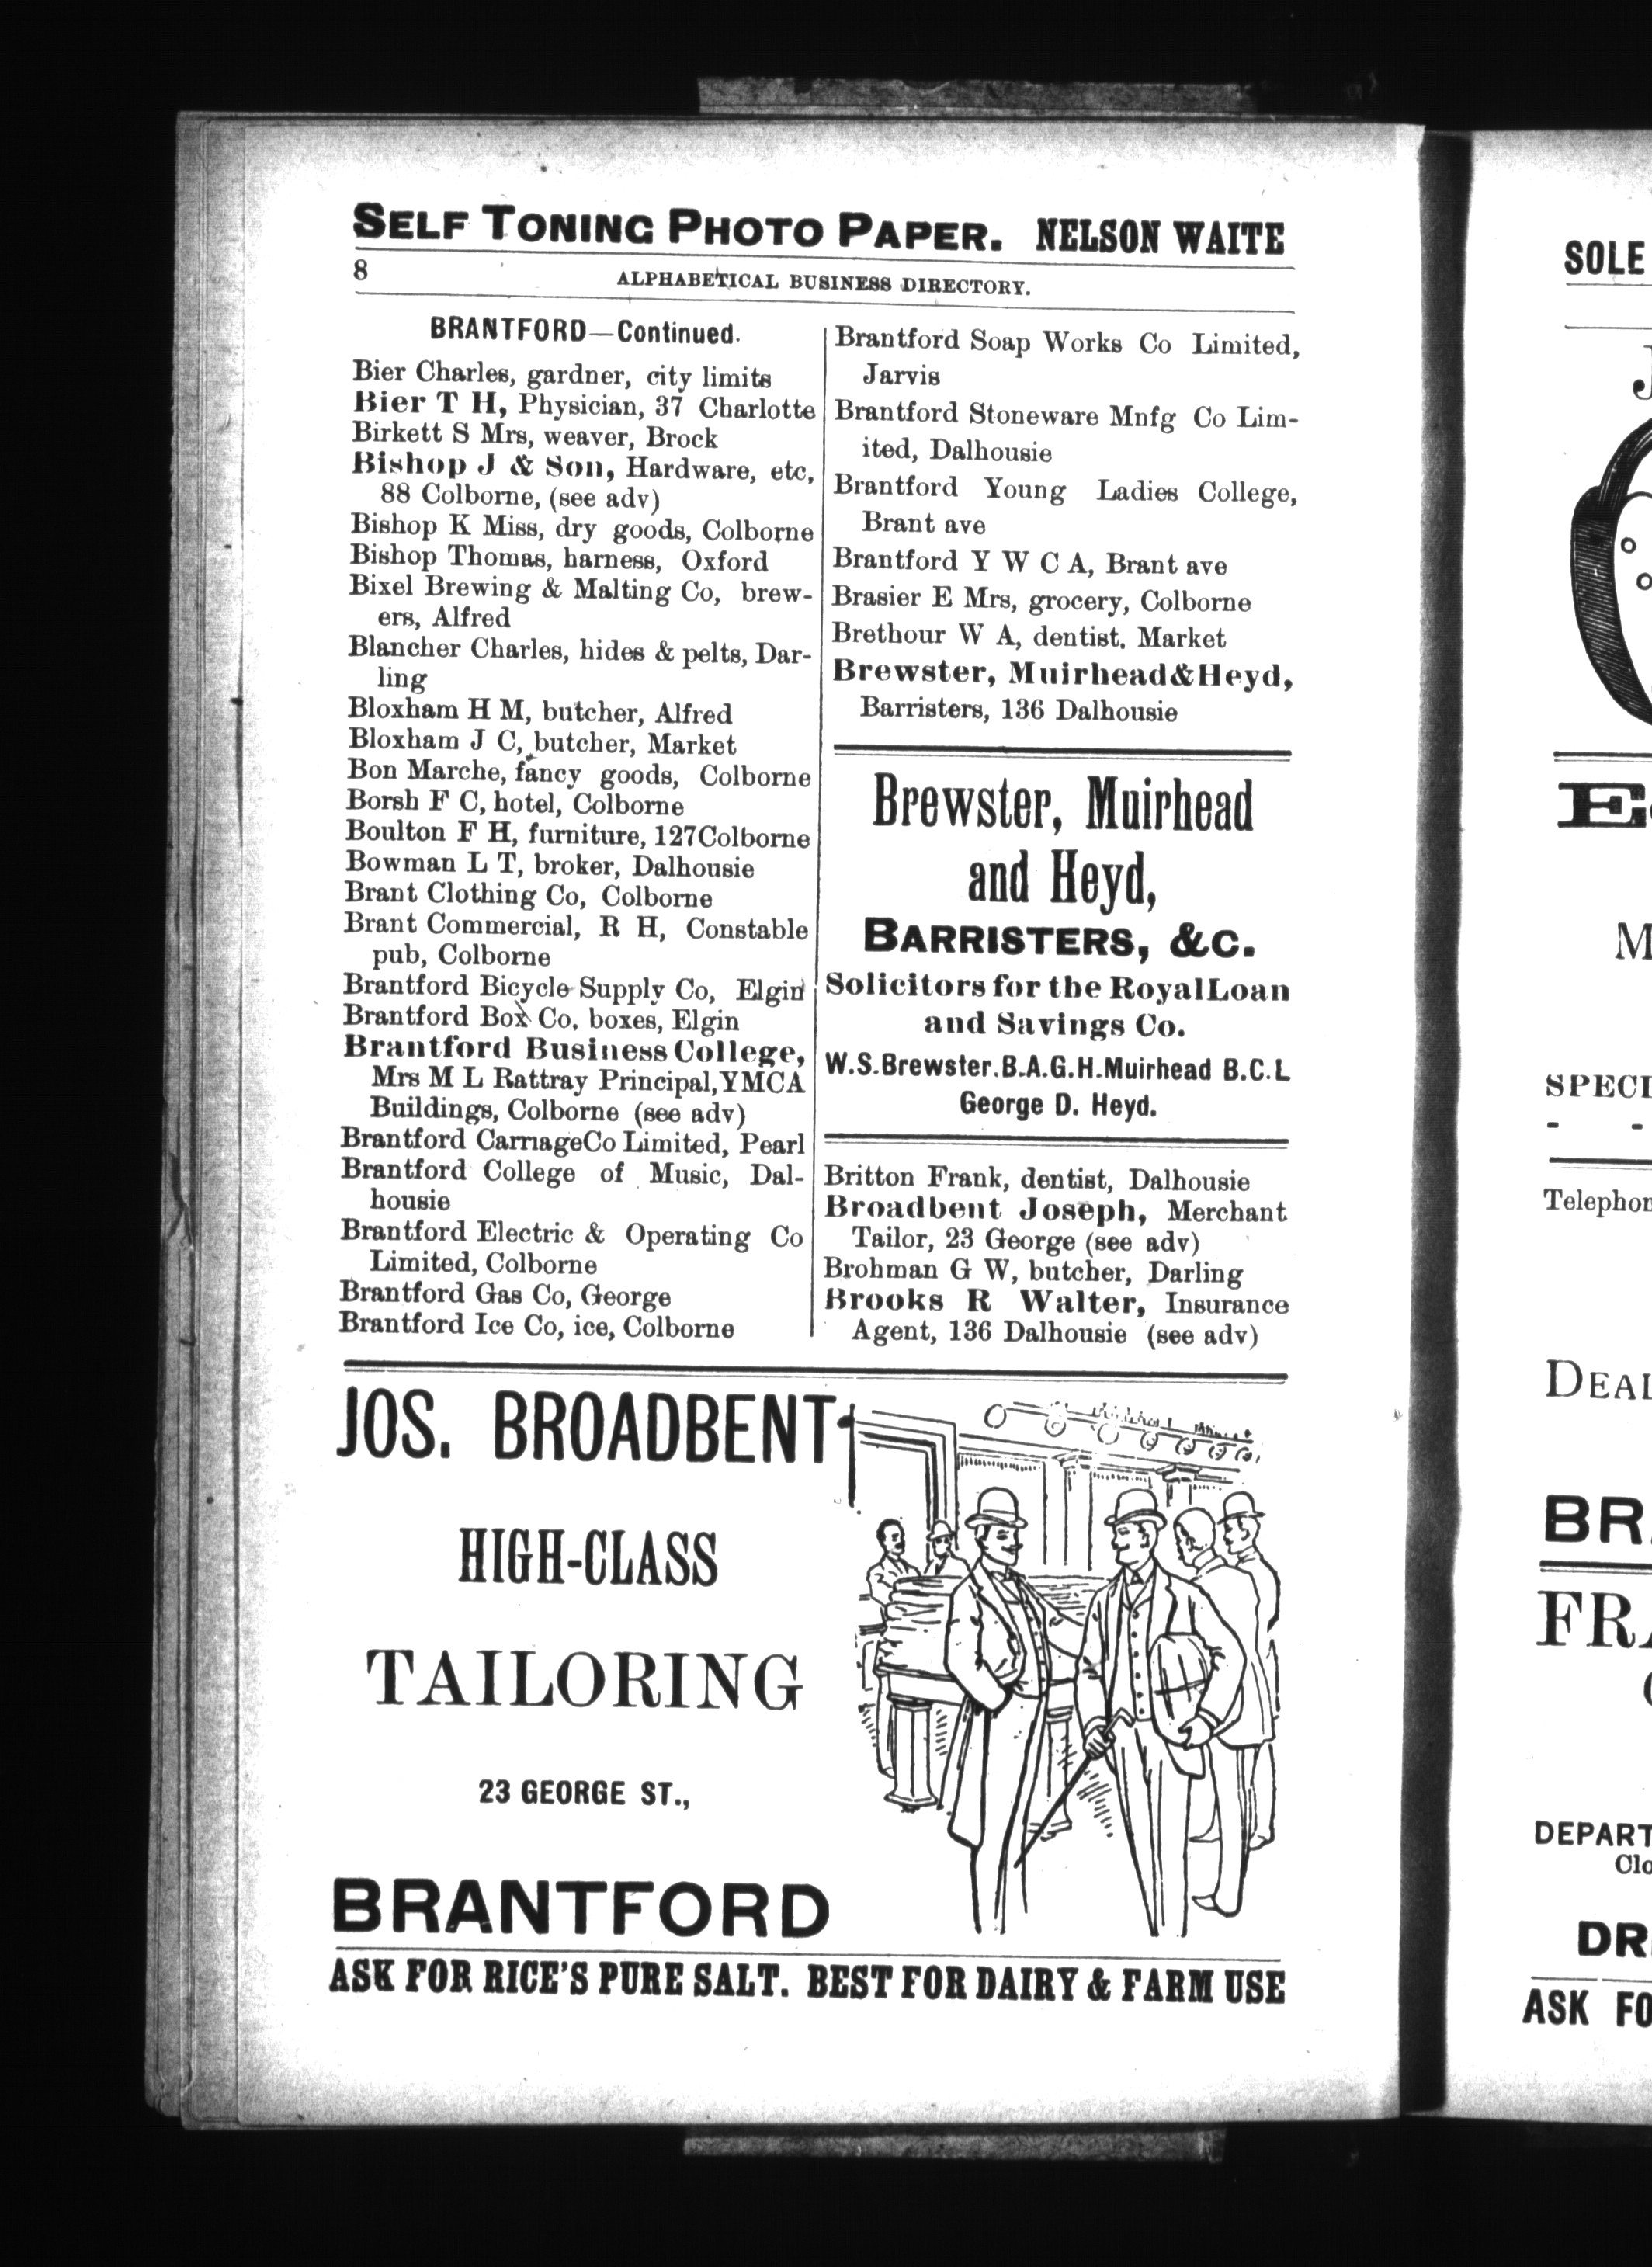 SELF TONING PHOTO PAPER. NELSON WAITE
8
ALPHABETICAL BUSINESS DIRECTORY.
BRANTFORD—Continued.
Bier Charles, gardner, city limits
Bier T H, Physician, 37 Charlotte
Birkett S Mrs, weaver, Brock
Bishop J & Son, Hardware, etc,
88 Colborne, (see adv)
Bishop K Miss, dry goods, Colborne
Bishop Thomas, harness, Oxford
Bixel Brewing & Malting Co, brew-
ers, Alfred
Blancher Charles, hides & pelts, Dar-
ling
Bloxham H M, butcher, Alfred
Bloxham J C, butcher, Market
Bon Marche, fancy goods, Colborne
Borsh F C, hotel, Colborne
Boulton F H, furniture, 127Colborne
Bowman L T, broker, Dalhousie
Brant Clothing Co, Colborne
Brant Commercial, R H, Constable
pub, Colborne
Brantford Bicycle Supply Co, Elgin
Brantford Box Co. boxes, Elgin
Brantford Business College,
Mrs M L Rattray Principal,YMCA
Buildings, Colborne (see adv)
Brantford CarriageCo Limited, Pearl
Brantford College of Music, Dal-
housie
Brantford Electric & Operating Co
Limited, Colborne
Brantford Gas Co, George
Brantford Ice Co, ice, Colborne
Brantford Soap Works Co Limited,
Jarvis
Brantford Stoneware Mnfg Co Lim-
ited, Dalhousie
Brantford Young Ladies College,
Brant ave
Brantford Y W C A, Brant ave
Brasier E Mrs, grocery, Colborne
Brethour W A, dentist. Market
Brewster, Muirhead&Heyd,
Barristers, 136 Dalhousie
Brewster, Muirhead
and Heyd,
BARRISTERS, &C.
Solicitors for the RoyalLoan
and Savings Co.
W.S.Brewster.B.A.G.H.Muirhead B.C.L
George D. Heyd.
Britton Frank, dentist, Dalhousie
Broadbent Joseph, Merchant
Tailor, 23 George (see adv)
Brohman G W, butcher, Darling
Brooks R Walter, Insurance
Agent, 136 Dalhousie (see adv)
JOS. BROADBENT
HIGH-CLASS
TAILORING
23 GEORGE ST.,
BRANTFORD
ASK FOR RICE'S PURE SALT. BEST FOR DAIRY & FARM USE
SOLE
SPECI
Telephon
DEAL
BR
FRA
DEPART
Clo
DR
ASK FO